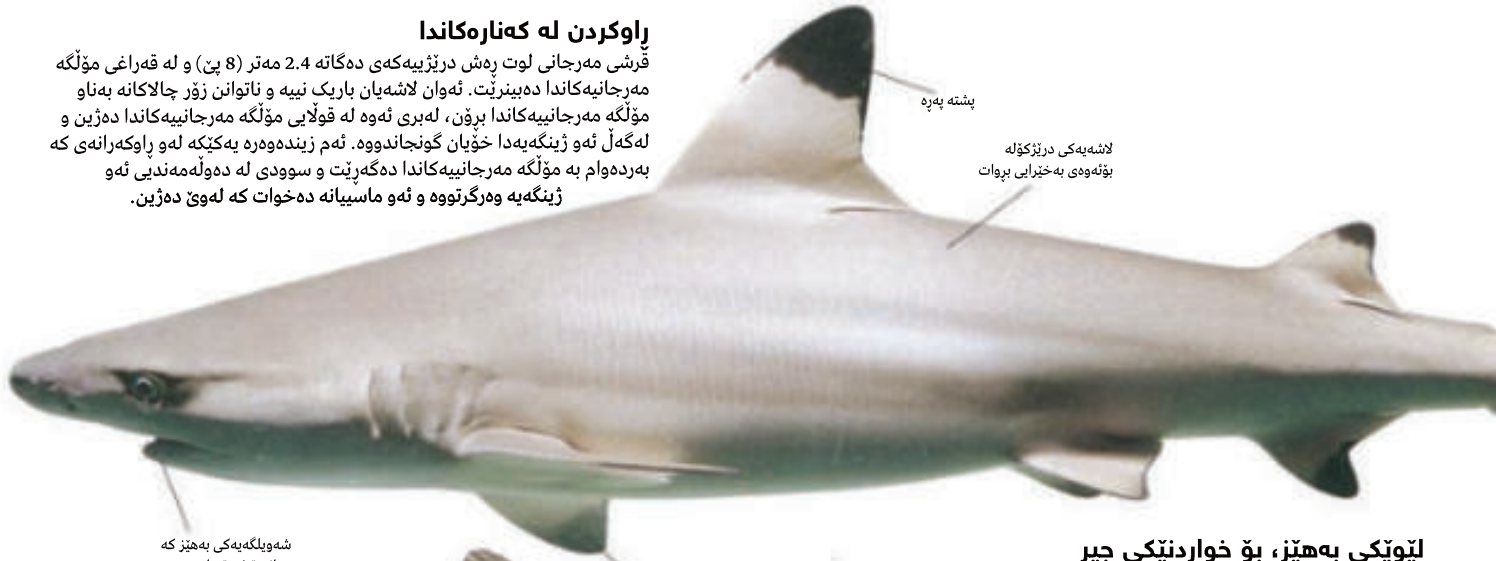 ڕاوکردن لە کەنارەکاندا
قرشی مەرجانی لوت ڕەش درێژییەکەی دەگاتە 2.4 مەتر (8 پێ) و لە قەراغی مۆڵگە
مەرجانیەکاندا دەبینرێت. ئەوان لاشەیان باریک نییە و ناتوانن زۆر چالاکانە بەناو
مۆڵگە مەرجانییەکاندا برۆن، لەبری ئەوە لە قوڵایی مۆڵگە مەرجانییەکاندا دەژین و
لەگەڵ ئەو ژینگەیەدا خۆیان گونجاندووە. ئەم زیندەوەرە یەکێکە لەو ڕاوکەرانەی کە
بەردەوام بە مۆڵگە مەرجانییەکاندا دەگەڕێت و سوودی لە دەوڵەمەندیی ئەو
ژینگەیە وەرگرتووە و ئەو ماسییانە دەخوات کە لەوێ دەژین.
پشتە پەڕە
لاشەیەکی درێژکۆلە
بۆئەوەی بەخێرایی بڕوات
شەویلگەیەکی بەهێز کە
لێوێکی بەهێز، بۆ خواردنێکی جیر